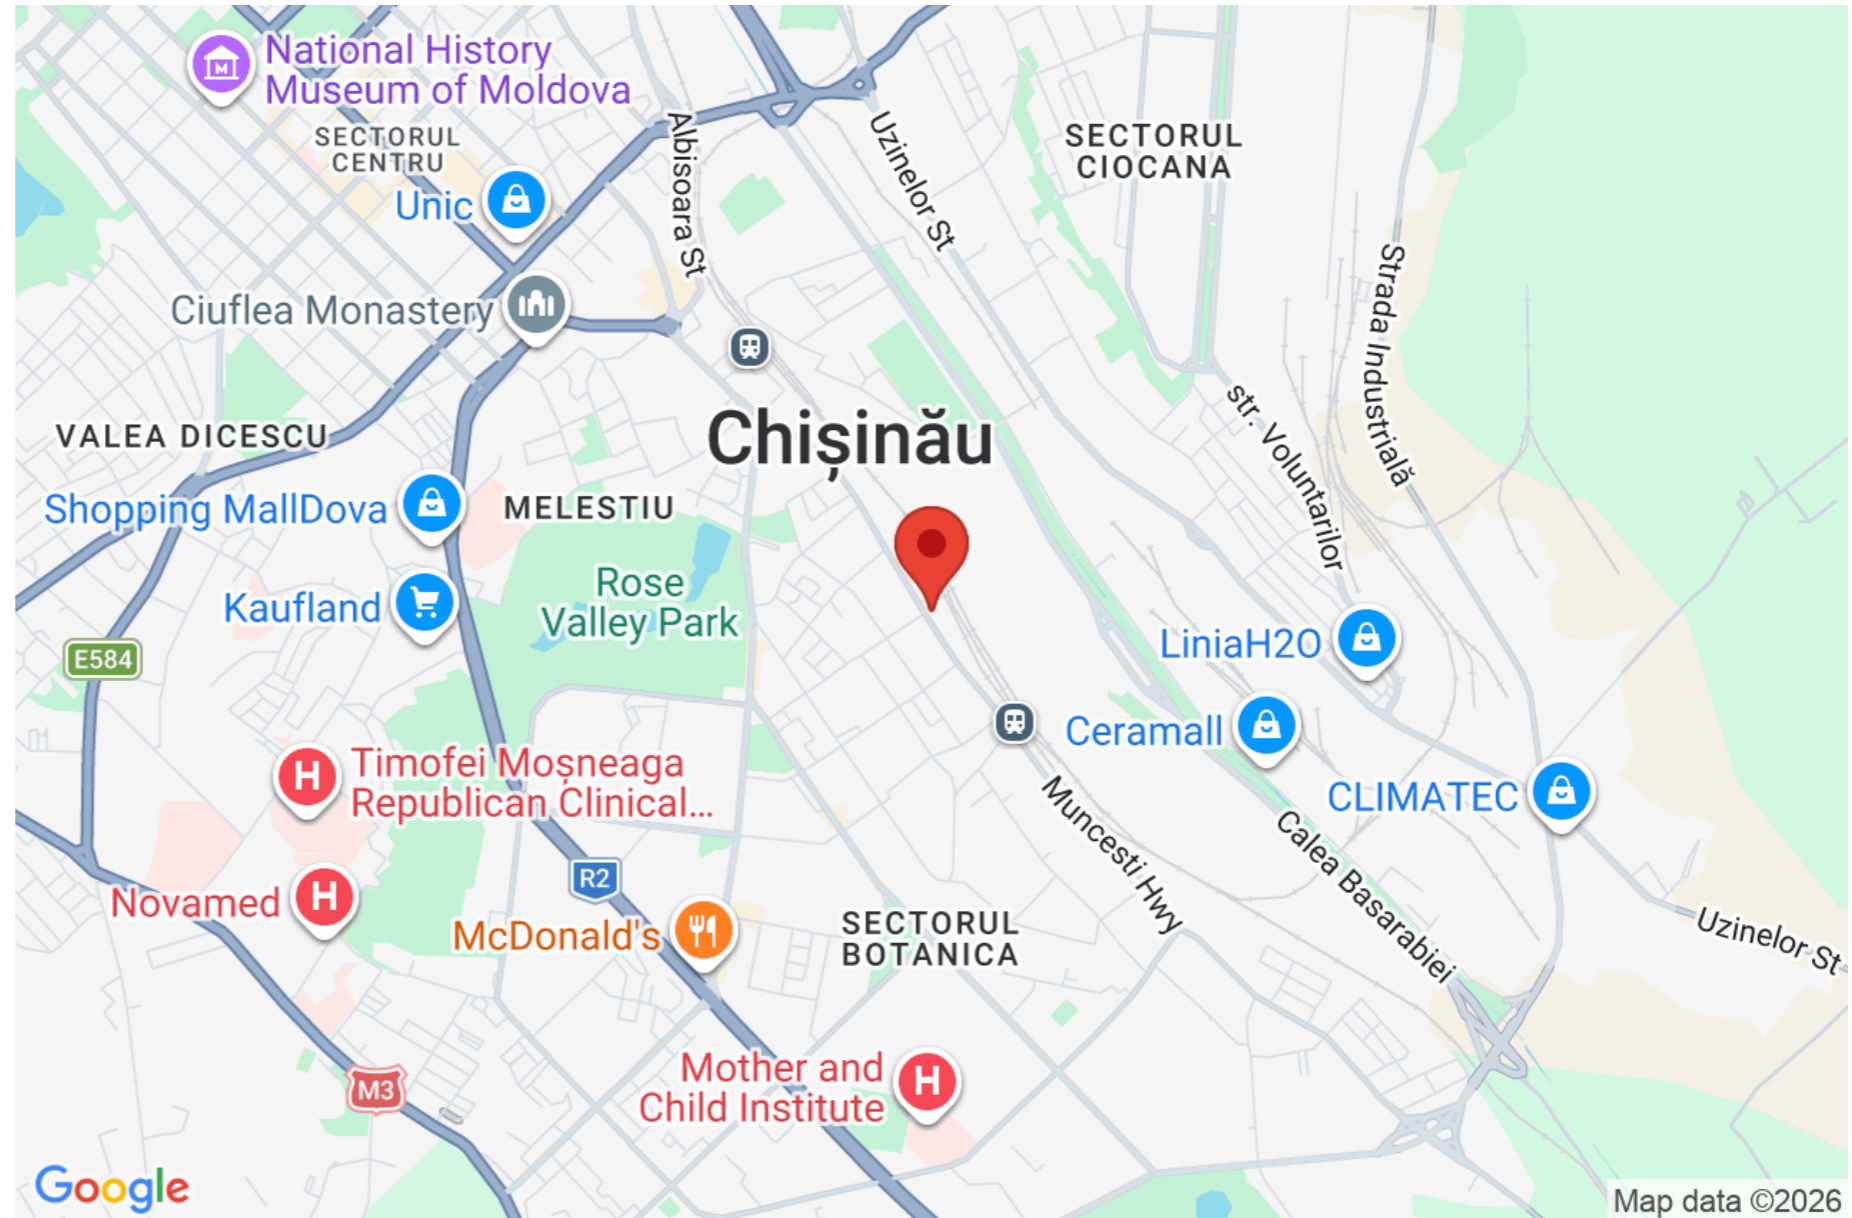 National History
Museum of Moldova
SECTORUL
CENTRU
Unic
Albisoara St
Uzinelor St
SECTORUL
CIOCANA
Ciuflea Monastery
Strada Industrială
VALEA DICESCU
Chișinău
str. Voluntarilor
Shopping MallDova
MELESTIU
Rose
Valley Park
Kaufland
LiniaH2O
E584
Ceramall
Timofei Moșneaga
Republican Clinical...
CLIMATEC
Muncesti Hwy
Calea Basarabiei
R2
Novamed
McDonald's
SECTORUL
BOTANICA
Uzinelor St
Mother and
Child Institute
M3
Google
Map data ©2026
H
H
H
M